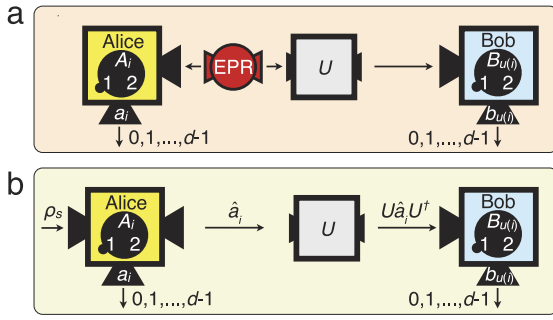 a
Alice
A_i
1 2
a_i
0,1,...,d-1
EPR
U
Bob
B_u(i)
1 2
b_u(i)
0,1,...,d-1
b
ρ_s
Alice
A_i
1 2
a_i
0,1,...,d-1
â_i
U
Uâ_iU†
Bob
B_u(i)
1 2
b_u(i)
0,1,...,d-1